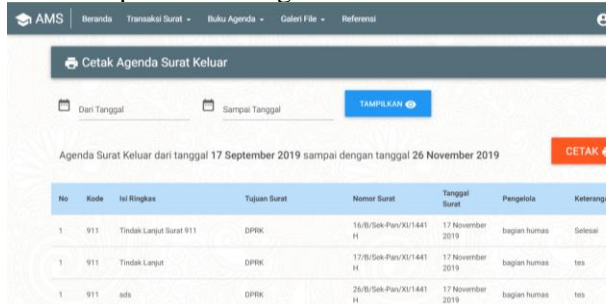 AMS Beranda Transaksi Surat Buku Agenda Galeri File Referensi
Cetak Agenda Surat Keluar
Dari Tanggal Sampai Tanggal TAMPILKAN
Agenda Surat Keluar dari tanggal 17 September 2019 sampai dengan tanggal 26 November 2019 CETAK
No Kode Isi Ringkas Tujuan Surat Nomor Surat Tanggal Surat Pengelola Keteranga
1 911 Tindak Lanjut Surat 911 DPRK 16/B/Sek-Pan/XI/1441 H 17 November 2019 bagian humas Selesai
1 911 Tindak Lanjut DPRK 17/B/Sek-Pan/XI/1441 H 17 November 2019 bagian humas tes
1 911 sds DPRK 26/B/Sek-Pan/XI/1441 H 17 November 2019 bagian humas tes